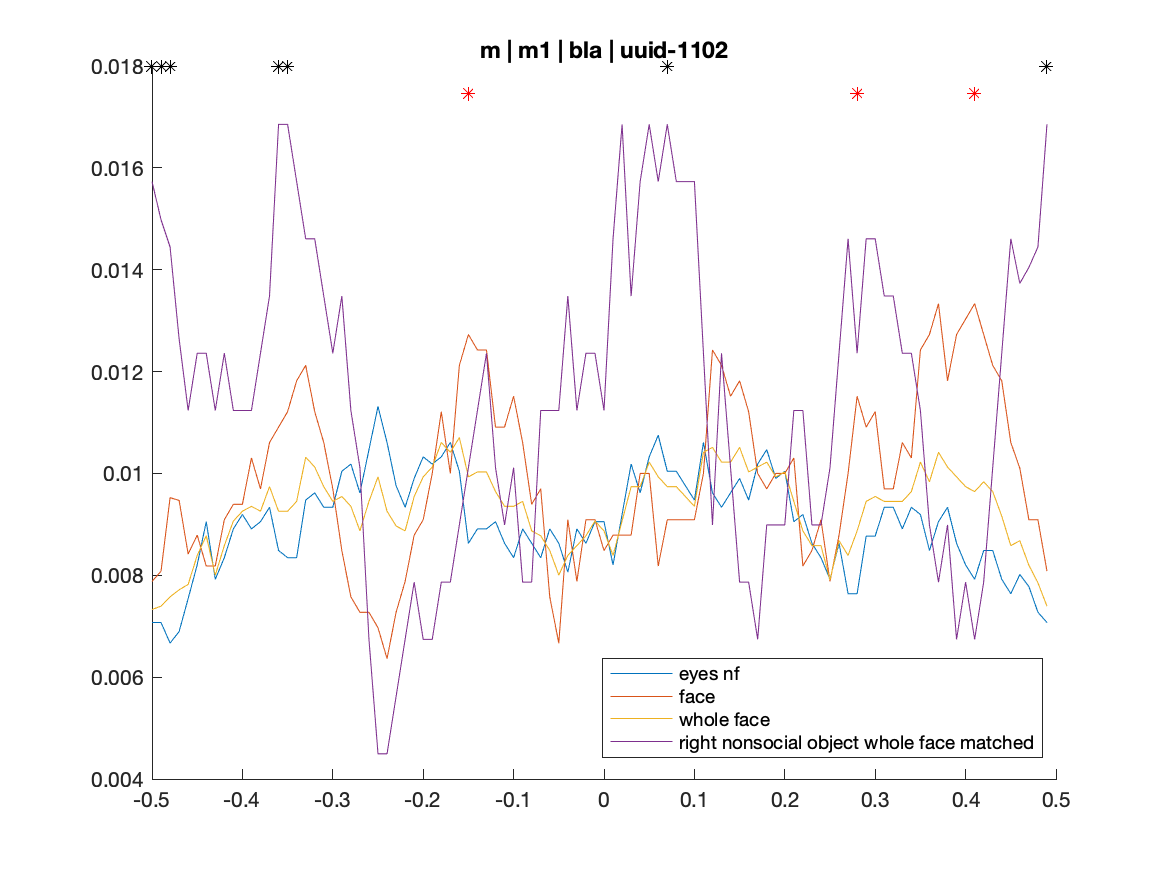 m | m1 | bla | uuid-1102
0.018
0.016
0.014
0.012
0.01
0.008
0.006
0.004
-0.5 -0.4 -0.3 -0.2 -0.1 0 0.1 0.2 0.3 0.4 0.5
eyes nf
face
whole face
right nonsocial object whole face matched